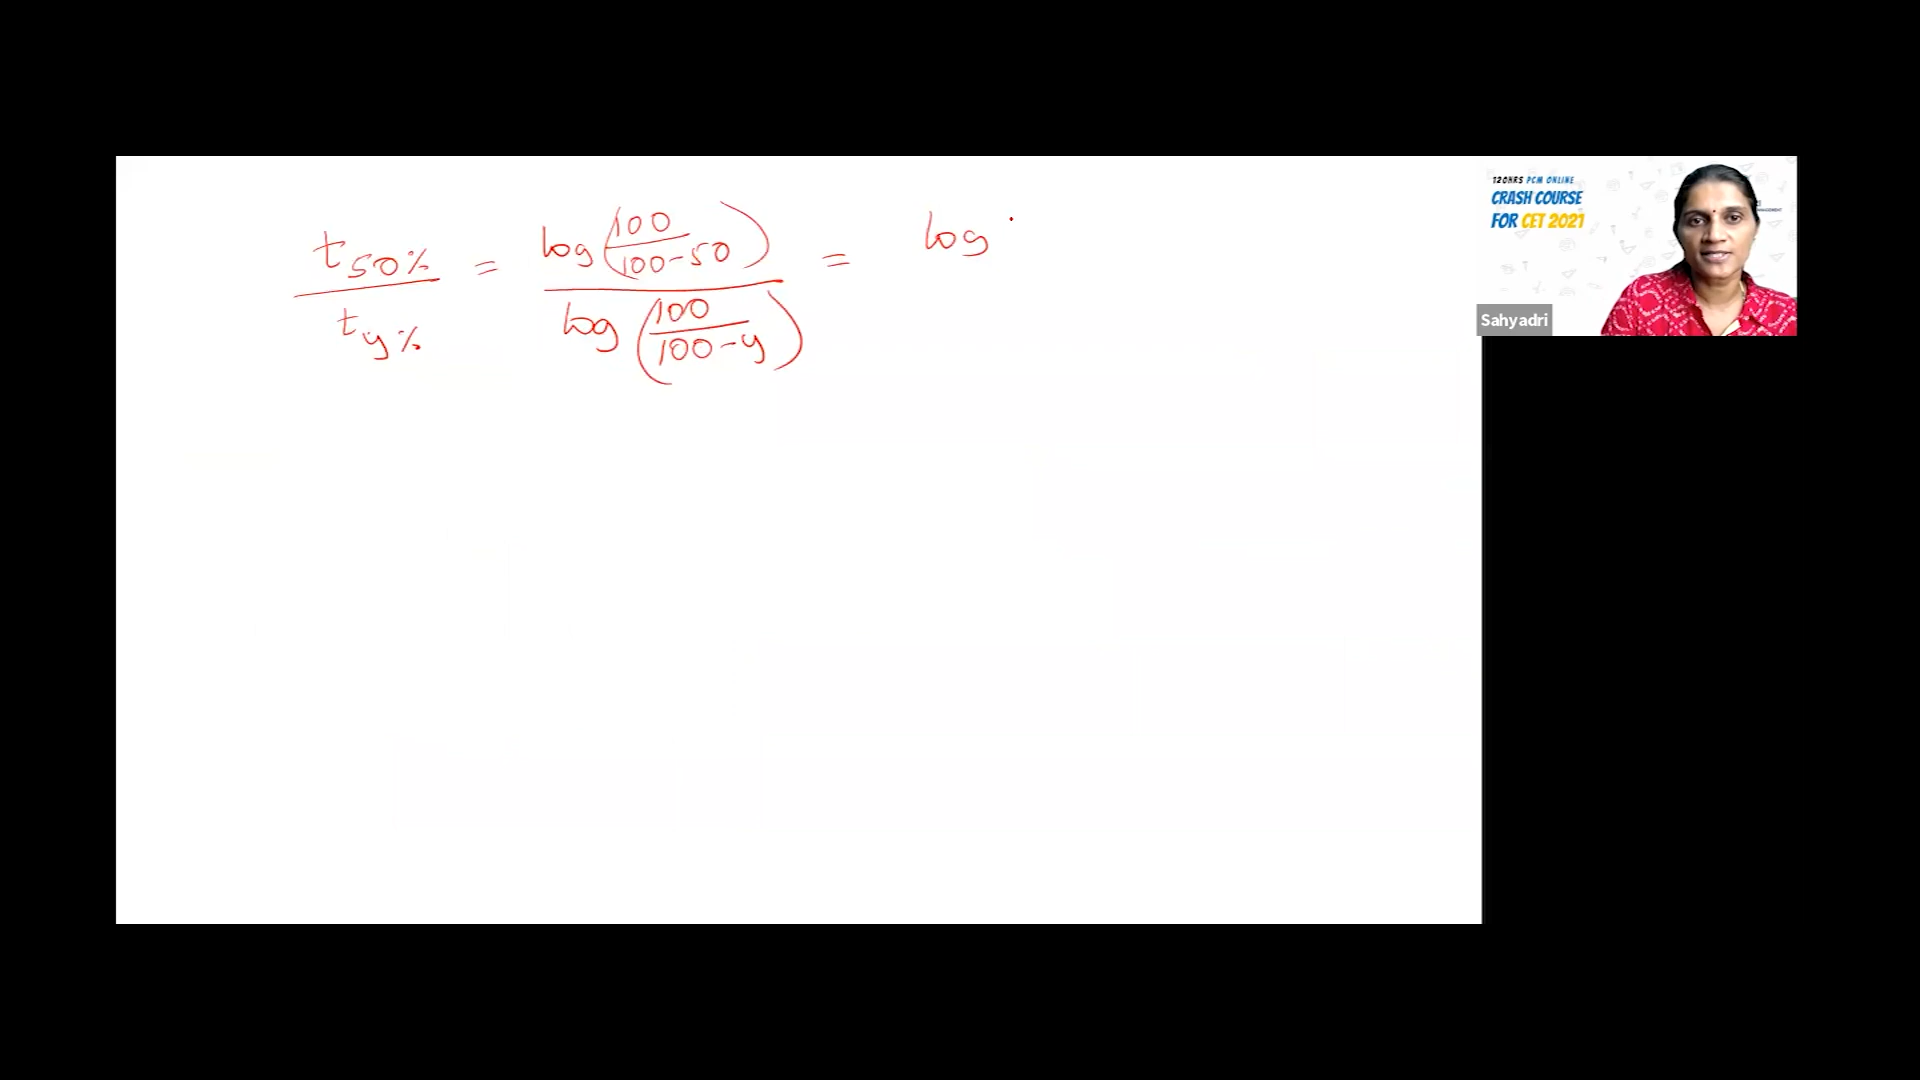 t50% / ty% = log(100/100-50) / log(100/100-y) = log
120HRS PCM ONLINE
CRASH COURSE
FOR CET 2021
Sahyadri